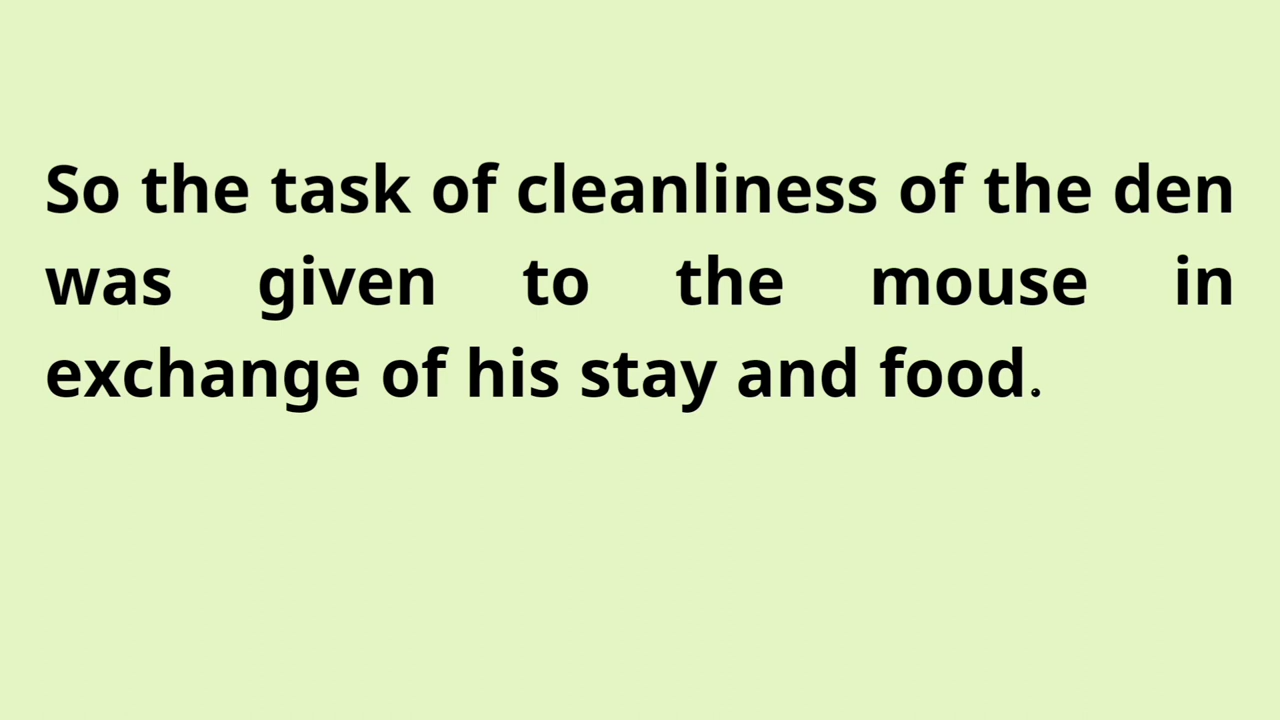 So the task of cleanliness of the den
was given to the mouse in
exchange of his stay and food.